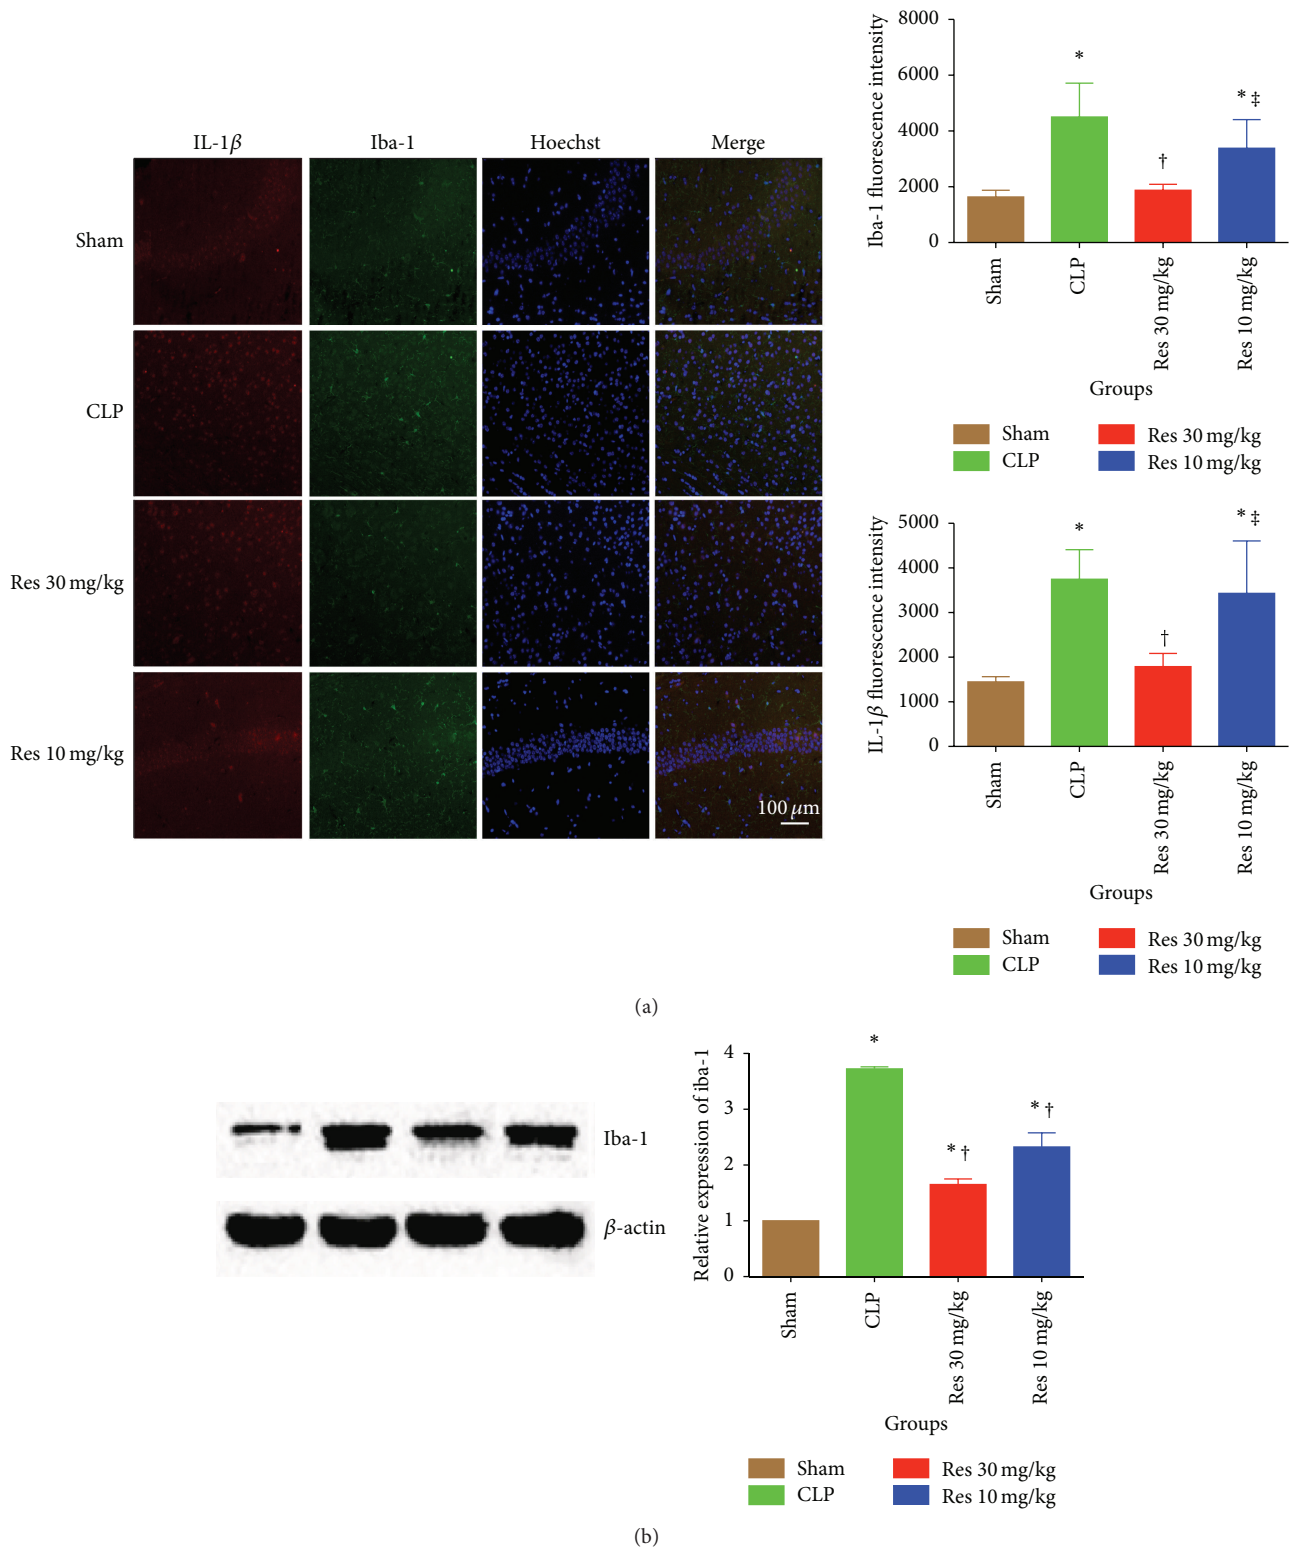 IL-1β Iba-1 Hoechst Merge
Sham
CLP
Res 30 mg/kg
Res 10 mg/kg
100 μm
Iba-1 fluorescence intensity
8000
6000
4000
2000
0
*
†
* ‡
Sham
CLP
Res 30 mg/kg
Res 10 mg/kg
Groups
Sham Res 30 mg/kg
CLP Res 10 mg/kg
IL-1β fluorescence intensity
5000
4000
3000
2000
1000
0
*
†
* ‡
Sham
CLP
Res 30 mg/kg
Res 10 mg/kg
Groups
Sham Res 30 mg/kg
CLP Res 10 mg/kg
(a)
Iba-1
β-actin
Relative expression of iba-1
4
3
2
1
0
*
* †
* †
Sham
CLP
Res 30 mg/kg
Res 10 mg/kg
Groups
Sham Res 30 mg/kg
CLP Res 10 mg/kg
(b)